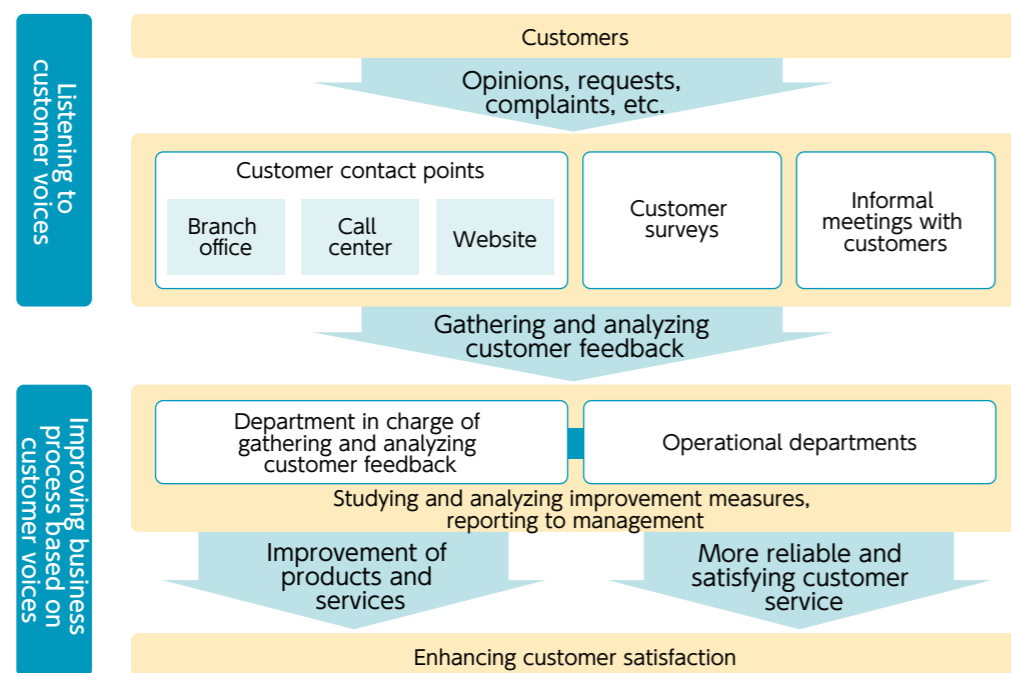 Listening to
customer voices
Customers
Opinions, requests,
complaints, etc.
Customer contact points
Branch
office
Call
center
Website
Customer
surveys
Informal
meetings with
customers
Gathering and analyzing
customer feedback
Improving business
process based on
customer voices
Department in charge of
gathering and analyzing
customer feedback
Operational departments
Studying and analyzing improvement measures,
reporting to management
Improvement of
products and
services
More reliable and
satisfying customer
service
Enhancing customer satisfaction